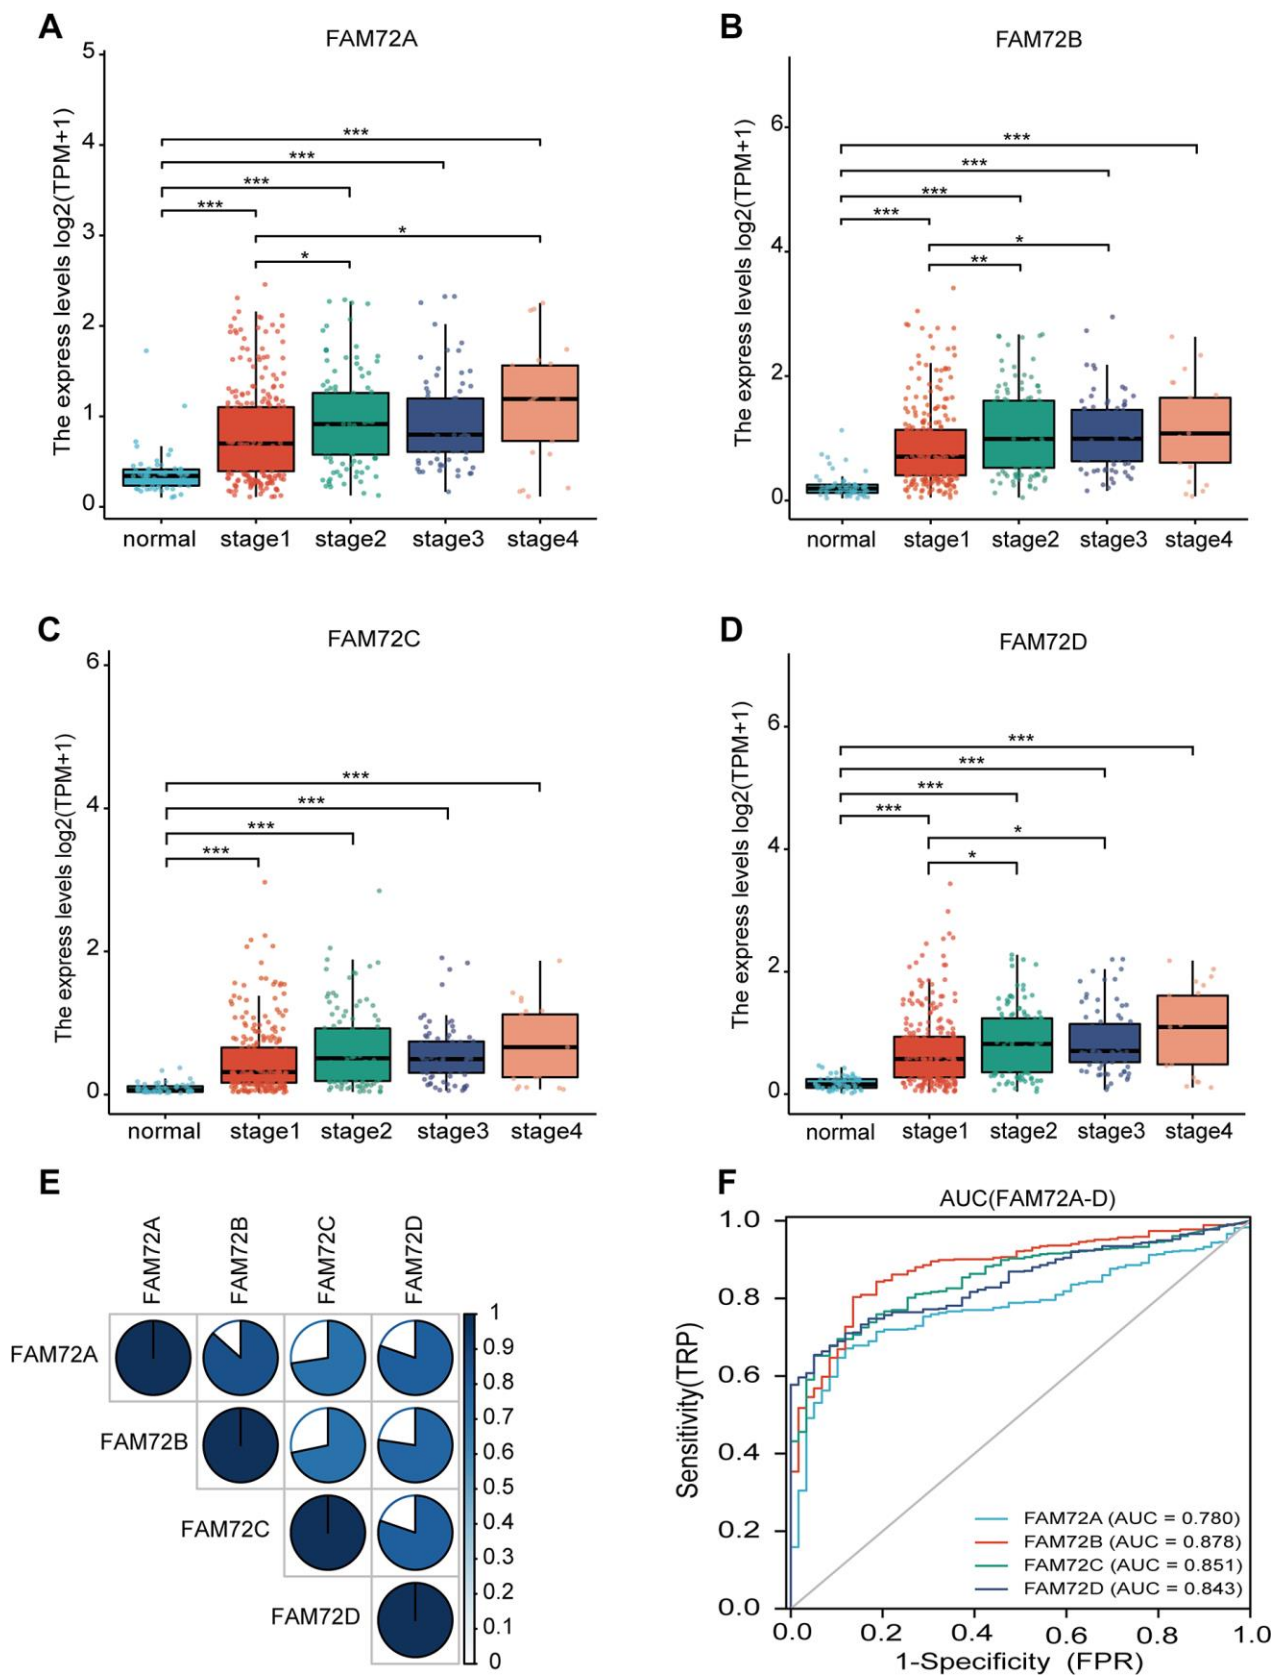 A
FAM72A
The express levels log2(TPM+1)
5
4
3
2
1
0
***
***
***
***
*
*
normal stage1 stage2 stage3 stage4
B
FAM72B
The express levels log2(TPM+1)
6
4
2
0
***
***
***
***
*
**
normal stage1 stage2 stage3 stage4
C
FAM72C
The express levels log2(TPM+1)
6
4
2
0
***
***
***
***
normal stage1 stage2 stage3 stage4
D
FAM72D
The express levels log2(TPM+1)
6
4
2
0
***
***
***
***
*
*
normal stage1 stage2 stage3 stage4
E
FAM72A FAM72B FAM72C FAM72D
FAM72A
FAM72B
FAM72C
FAM72D
1
0.9
0.8
0.7
0.6
0.5
0.4
0.3
0.2
0.1
0
F
AUC(FAM72A-D)
Sensitivity(TRP)
1.0
0.8
0.6
0.4
0.2
0.0
FAM72A (AUC = 0.780)
FAM72B (AUC = 0.878)
FAM72C (AUC = 0.851)
FAM72D (AUC = 0.843)
0.0 0.2 0.4 0.6 0.8 1.0
1-Specificity (FPR)